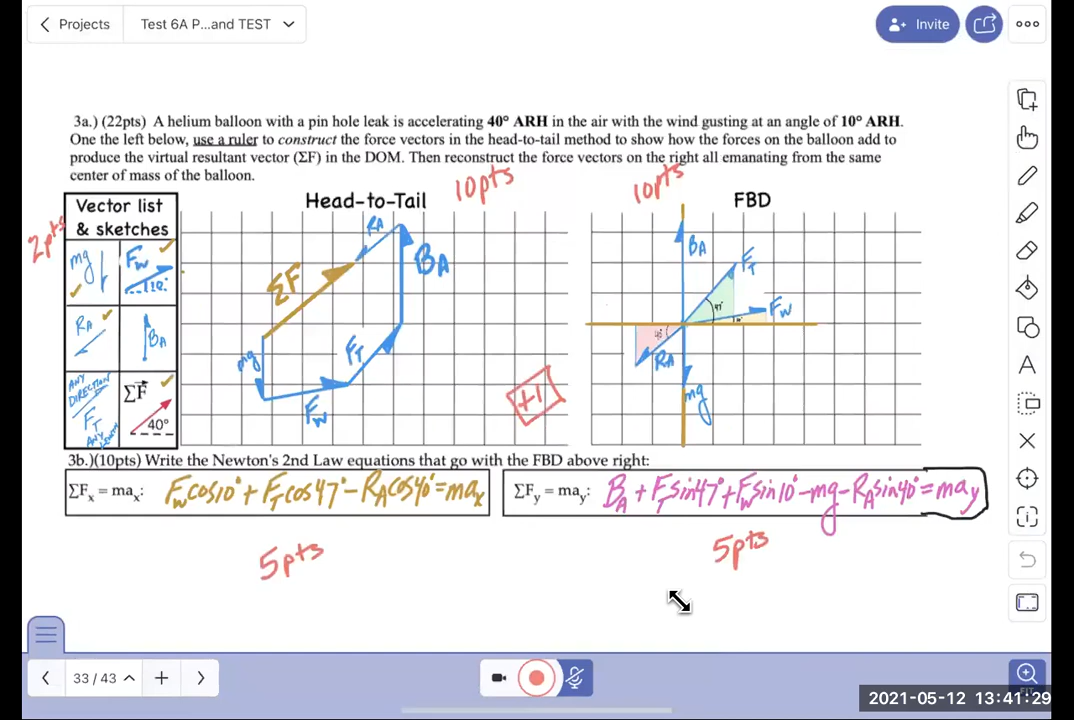 Projects
Test 6A P...and TEST
Invite
3a.) (22pts) A helium balloon with a pin hole leak is accelerating 40° ARH in the air with the wind gusting at an angle of 10° ARH.
One the left below, use a ruler to construct the force vectors in the head-to-tail method to show how the forces on the balloon add to
produce the virtual resultant vector (ΣF) in the DOM. Then reconstruct the force vectors on the right all emanating from the same
center of mass of the balloon.
10pts
10pts
2pts
Vector list
& sketches
mg
Fw
10°
RA
BA
ANY
DIRECTION
FT
ANY LENGTH
ΣF
40°
Head-to-Tail
RA
BA
ΣF
mg
FT
Fw
+1
FBD
BA
FT
47°
Fw
RA
mg
3b.)(10pts) Write the Newton's 2nd Law equations that go with the FBD above right:
ΣFx = max: Fwcos10° + FTcos47° - RAcos40° = max
ΣFy = may: BA + FTsin47° + Fwsin10° - mg - RAsin40° = may
5pts
5pts
33 / 43
FIT
2021-05-12 13:41:29